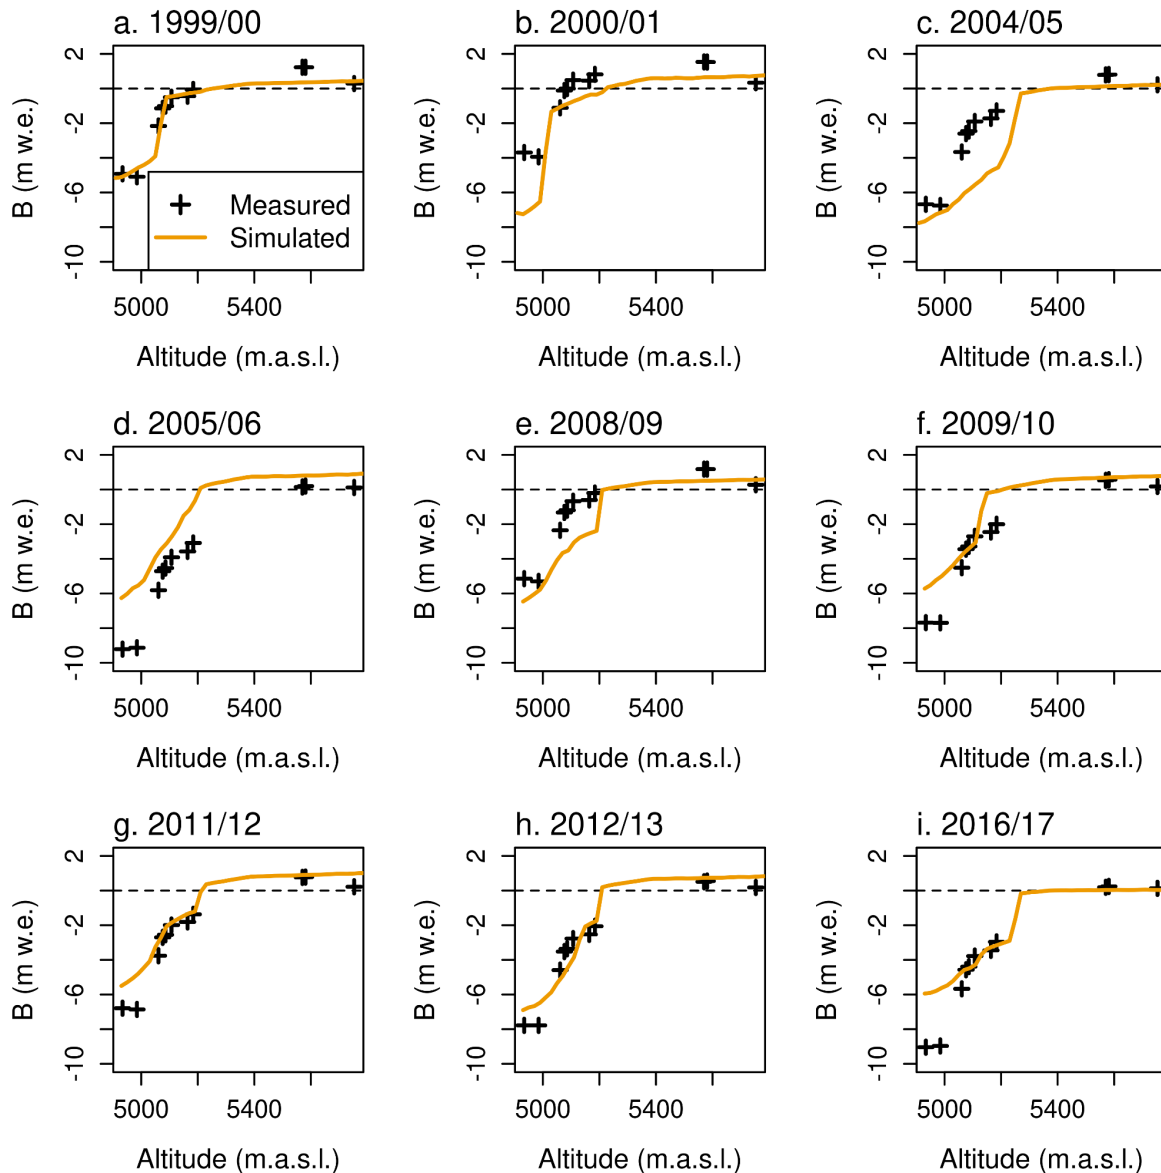 a. 1999/00
b. 2000/01
c. 2004/05
2
-2
-6
-10
B (m w.e.)
Measured
Simulated
5000
5400
Altitude (m.a.s.l.)
2
-2
-6
-10
B (m w.e.)
5000
5400
Altitude (m.a.s.l.)
2
-2
-6
-10
B (m w.e.)
5000
5400
Altitude (m.a.s.l.)
d. 2005/06
e. 2008/09
f. 2009/10
2
-2
-6
-10
B (m w.e.)
5000
5400
Altitude (m.a.s.l.)
2
-2
-6
-10
B (m w.e.)
5000
5400
Altitude (m.a.s.l.)
2
-2
-6
-10
B (m w.e.)
5000
5400
Altitude (m.a.s.l.)
g. 2011/12
h. 2012/13
i. 2016/17
2
-2
-6
-10
B (m w.e.)
5000
5400
Altitude (m.a.s.l.)
2
-2
-6
-10
B (m w.e.)
5000
5400
Altitude (m.a.s.l.)
2
-2
-6
-10
B (m w.e.)
5000
5400
Altitude (m.a.s.l.)